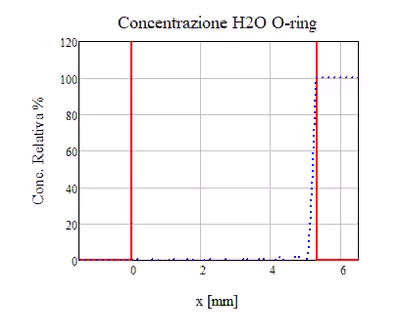 Concentrazione H2O O-ring
120
100
80
60
40
20
0
Conc. Relativa %
0 2 4 6
x [mm]